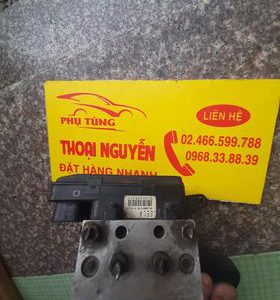 PHỤ TÙNG
LIÊN HỆ
02.466.599.788
0968.33.88.39
THOẠI NGUYỄN
ĐẶT HÀNG NHANH